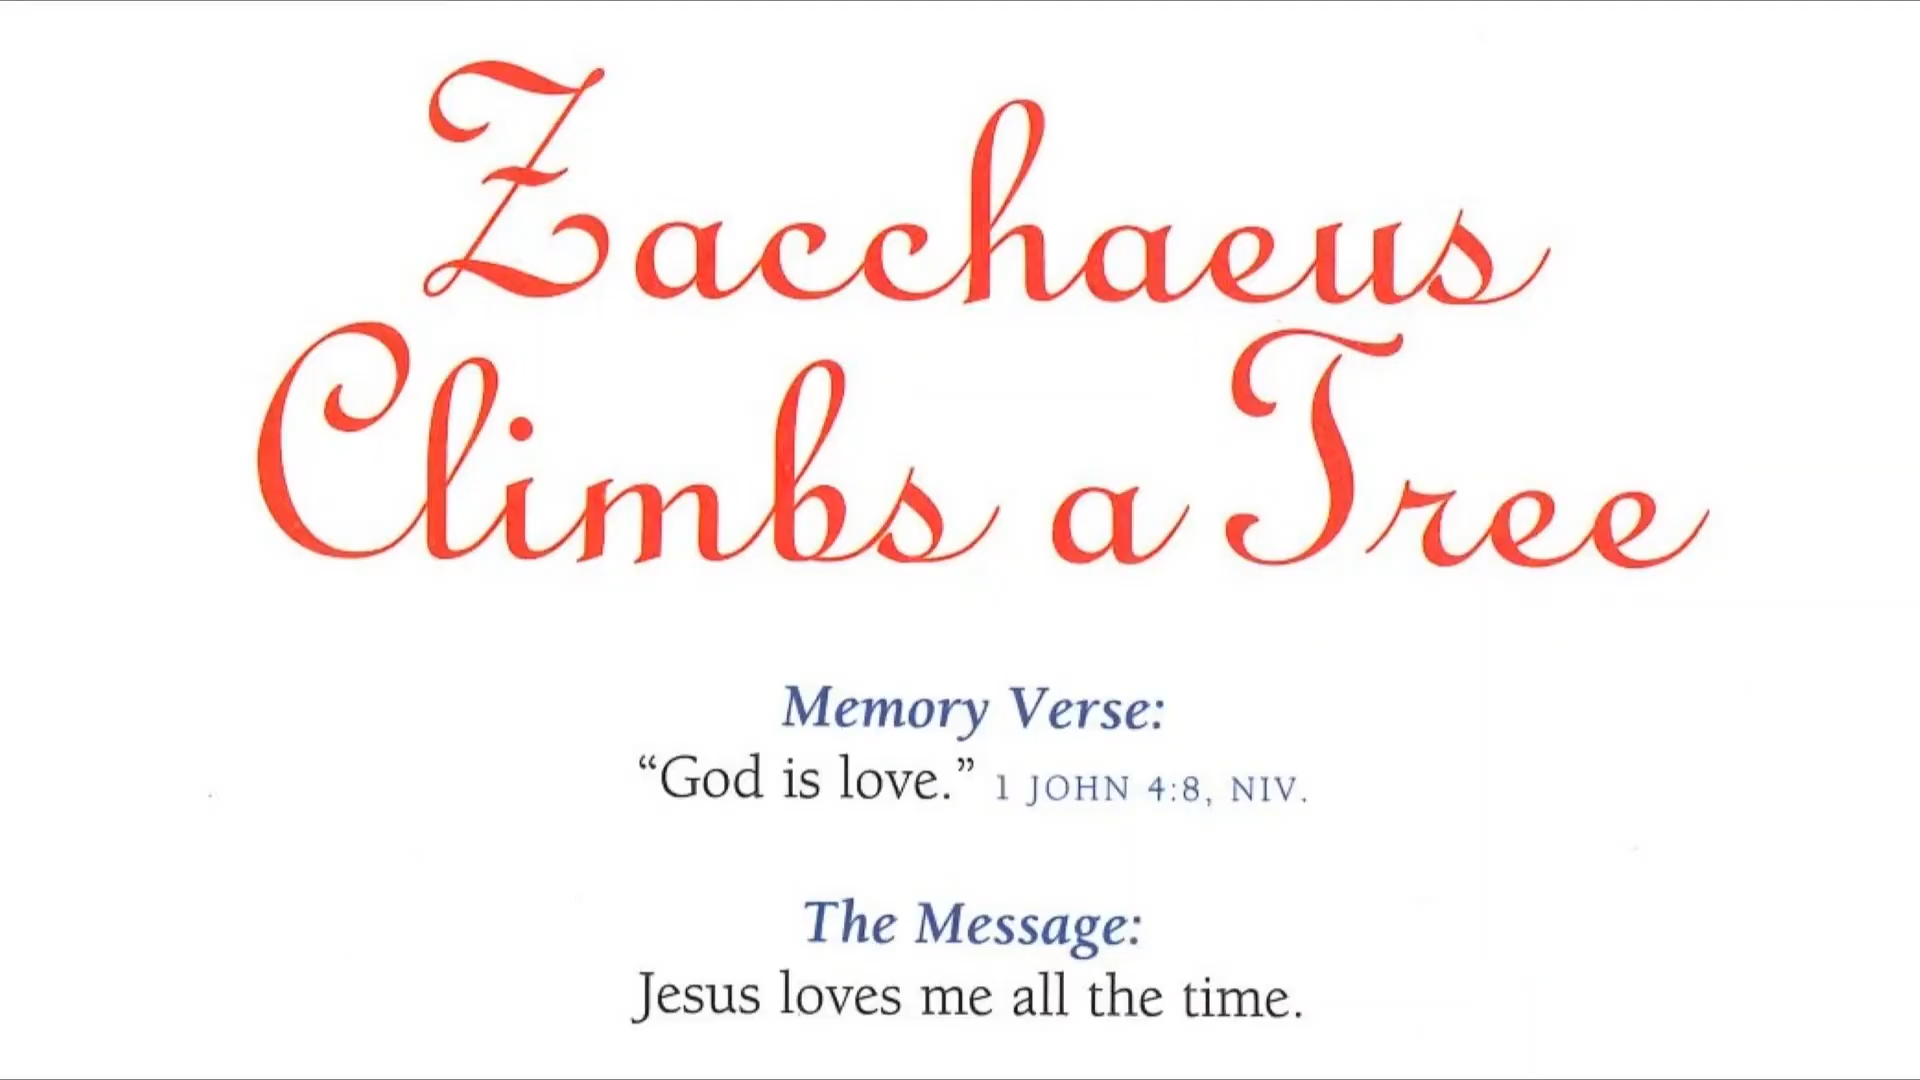 Zacchaeus
Climbs a Tree
Memory Verse:
“God is love.” 1 JOHN 4:8, NIV.
The Message:
Jesus loves me all the time.